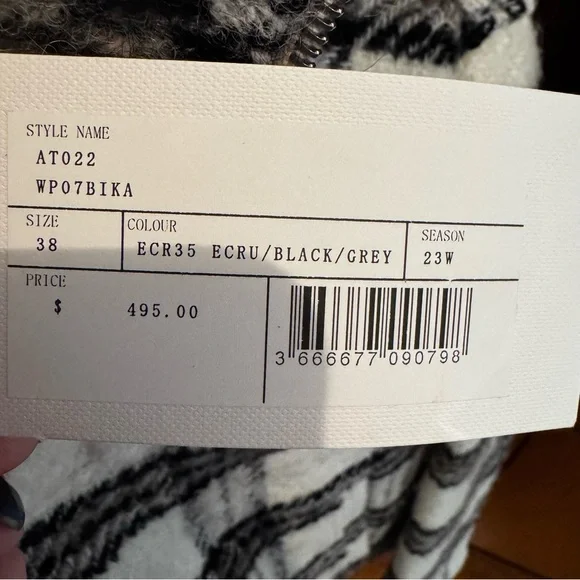 STYLE NAME
AT022
WP07BIKA
SIZE
38
COLOUR
ECR35 ECRU/BLACK/GREY
SEASON
23W
PRICE
$ 495.00
3 666677 090798